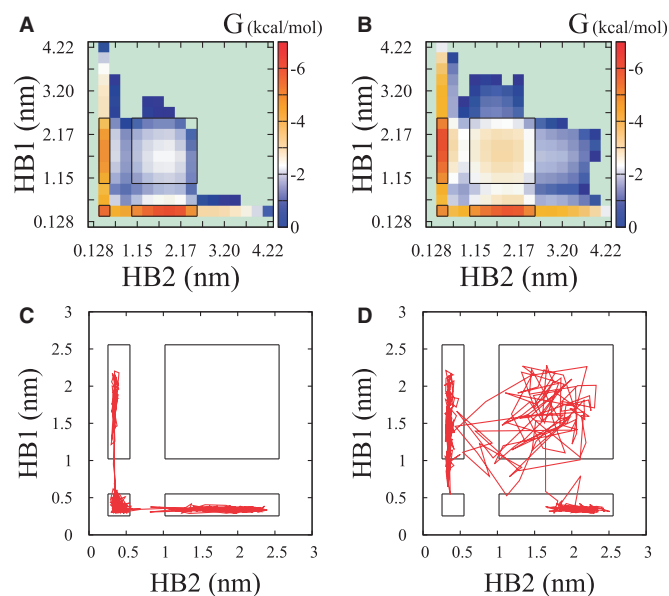 A
G (kcal/mol)
B
G (kcal/mol)
4.22
3.20
2.17
1.15
0.128
HB1 (nm)
0.128 1.15 2.17 3.20 4.22
HB2 (nm)
-6
-4
-2
0
4.22
3.20
2.17
1.15
0.128
HB1 (nm)
0.128 1.15 2.17 3.20 4.22
HB2 (nm)
-6
-4
-2
0
C
3
2.5
2
1.5
1
0.5
0
HB1 (nm)
0 0.5 1 1.5 2 2.5 3
HB2 (nm)
D
3
2.5
2
1.5
1
0.5
0
HB1 (nm)
0 0.5 1 1.5 2 2.5 3
HB2 (nm)